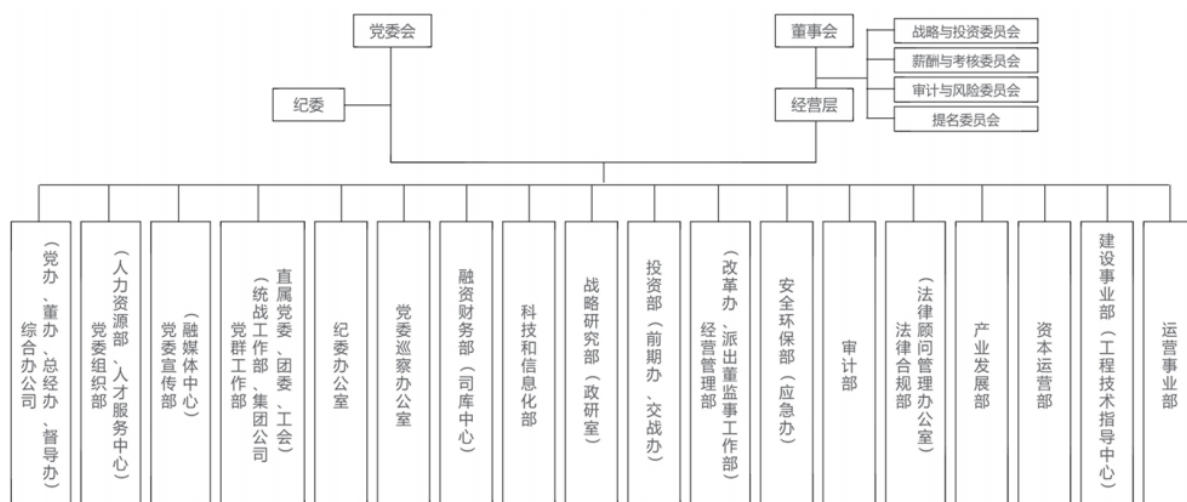 党委会
董事会
战略与投资委员会
薪酬与考核委员会
审计与风险委员会
提名委员会
纪委
经营层
综合办公司
（党办、董办、总经办、督导办）
党委组织部
（人力资源部、人才服务中心）
党委宣传部
（融媒体中心）
党群工作部
（统战工作部、集团公司
直属党委、团委、工会）
纪委办公室
党委巡察办公室
融资财务部（司库中心）
科技和信息化部
战略研究部（政研室）
投资部（前期办、交战办）
经营管理部
（改革办、派出董监事工作部）
安全环保部（应急办）
审计部
法律合规部
（法律顾问管理办公室）
产业发展部
资本运营部
建设事业部（工程技术指导中心）
运营事业部